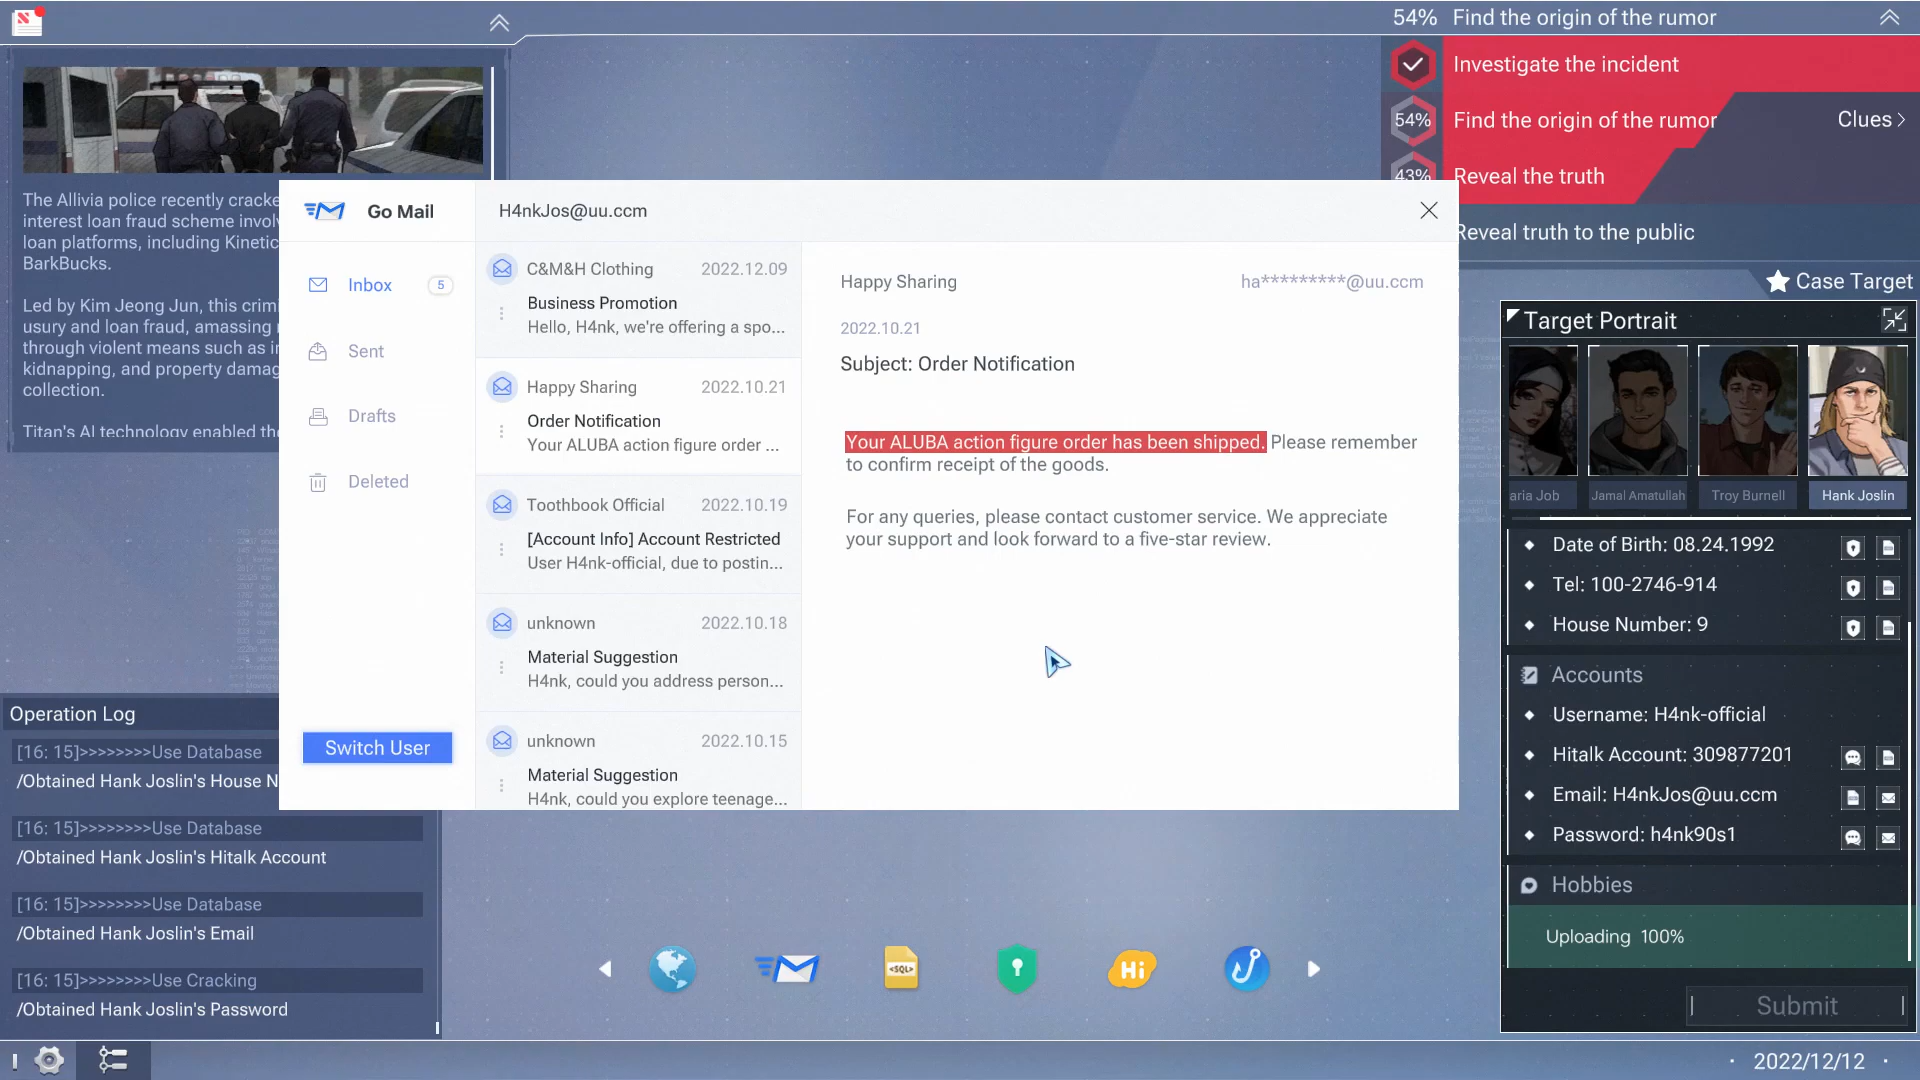 54% Find the origin of the rumor
Investigate the incident
54% Find the origin of the rumor
Clues
43% Reveal the truth
Reveal truth to the public
The Allivia police recently cracke
interest loan fraud scheme invol
loan platforms, including Kinetic
BarkBucks.
Led by Kim Jeong Jun, this crimi
usury and loan fraud, amassing
through violent means such as i
kidnapping, and property damag
collection.
Titan's AI technology enabled the
Go Mail
H4nkJos@uu.ccm
Inbox 5
Sent
Drafts
Deleted
Switch User
C&M&H Clothing 2022.12.09
Business Promotion
Hello, H4nk, we're offering a spo...
Happy Sharing 2022.10.21
Order Notification
Your ALUBA action figure order ...
Toothbook Official 2022.10.19
[Account Info] Account Restricted
User H4nk-official, due to postin...
unknown 2022.10.18
Material Suggestion
H4nk, could you address person...
unknown 2022.10.15
Material Suggestion
H4nk, could you explore teenage...
Happy Sharing ha*********@uu.ccm
2022.10.21
Subject: Order Notification
Your ALUBA action figure order has been shipped. Please remember
to confirm receipt of the goods.
For any queries, please contact customer service. We appreciate
your support and look forward to a five-star review.
Case Target
Target Portrait
aria Job
Jamal Amatullah
Troy Burnell
Hank Joslin
Date of Birth: 08.24.1992
Tel: 100-2746-914
House Number: 9
Accounts
Username: H4nk-official
Hitalk Account: 309877201
Email: H4nkJos@uu.ccm
Password: h4nk90s1
Hobbies
Uploading 100%
Submit
Operation Log
[16: 15]>>>>>>>>Use Database
/Obtained Hank Joslin's House N
[16: 15]>>>>>>>>Use Database
/Obtained Hank Joslin's Hitalk Account
[16: 15]>>>>>>>>Use Database
/Obtained Hank Joslin's Email
[16: 15]>>>>>>>>Use Cracking
/Obtained Hank Joslin's Password
<SQL>
Hi
2022/12/12